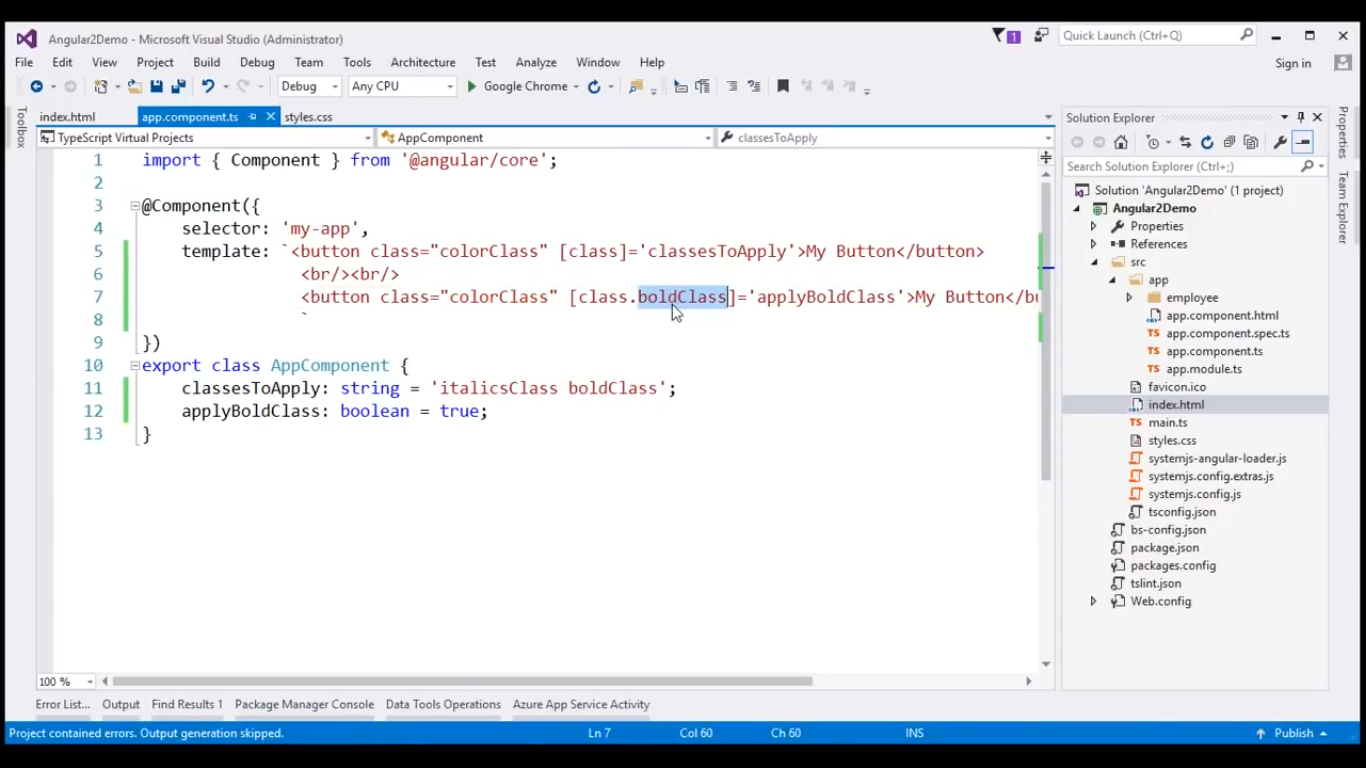 Angular2Demo - Microsoft Visual Studio (Administrator)
1
Quick Launch (Ctrl+Q)
File Edit View Project Build Debug Team Tools Architecture Test Analyze Window Help
Sign in
Debug Any CPU Google Chrome
Toolbox
index.html app.component.ts styles.css
TypeScript Virtual Projects AppComponent classesToApply
1 import { Component } from '@angular/core';
2
3 @Component({
4 selector: 'my-app',
5 template: `<button class="colorClass" [class]='classesToApply'>My Button</button>
6 <br/><br/>
7 <button class="colorClass" [class.boldClass]='applyBoldClass'>My Button</bu
8 `
9 })
10 export class AppComponent {
11 classesToApply: string = 'italicsClass boldClass';
12 applyBoldClass: boolean = true;
13 }
100 %
Solution Explorer
Search Solution Explorer (Ctrl+;)
Solution 'Angular2Demo' (1 project)
Angular2Demo
Properties
References
src
app
employee
app.component.html
TS app.component.spec.ts
TS app.component.ts
TS app.module.ts
favicon.ico
index.html
TS main.ts
styles.css
systemjs-angular-loader.js
systemjs.config.extras.js
systemjs.config.js
tsconfig.json
bs-config.json
package.json
packages.config
tslint.json
Web.config
Properties
Team Explorer
Error List... Output Find Results 1 Package Manager Console Data Tools Operations Azure App Service Activity
Project contained errors. Output generation skipped. Ln 7 Col 60 Ch 60 INS Publish